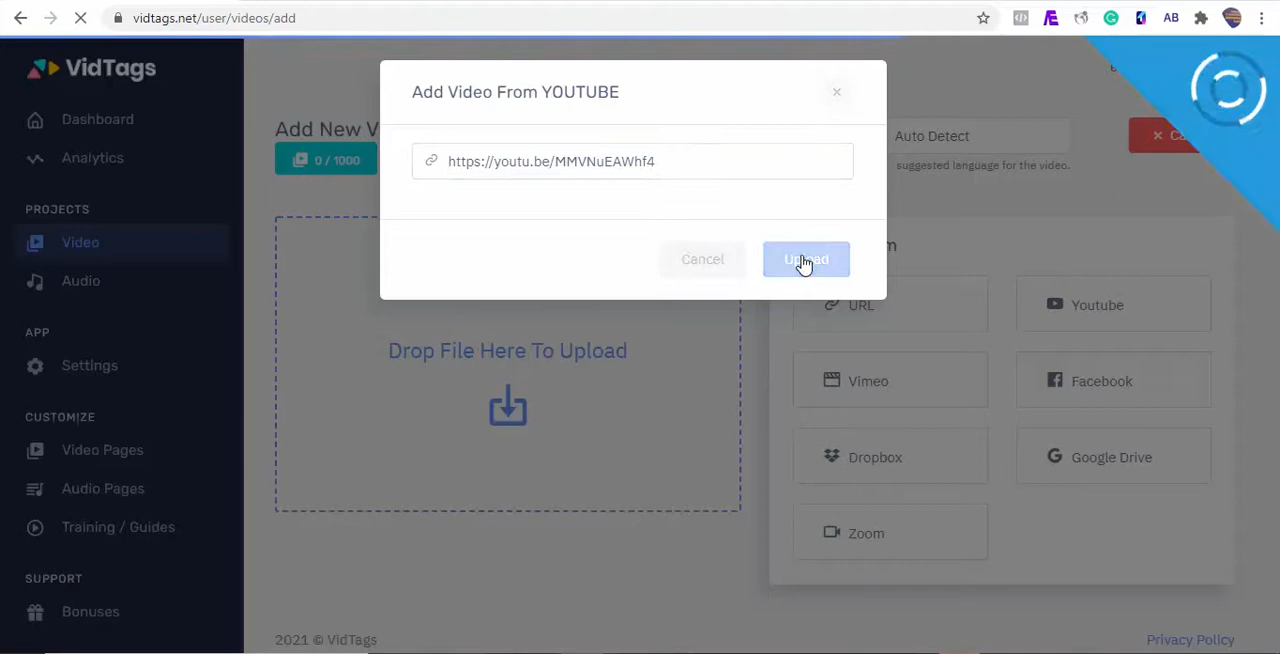 vidtags.net/user/videos/add
AB
VidTags
Dashboard
Analytics
PROJECTS
Video
Audio
APP
Settings
CUSTOMIZE
Video Pages
Audio Pages
Training / Guides
SUPPORT
Bonuses
Add New V
0 / 1000
Auto Detect
suggested language for the video.
Add Video From YOUTUBE
https://youtu.be/MMVNuEAWhf4
Cancel
Upload
Drop File Here To Upload
URL
Youtube
Vimeo
Facebook
Dropbox
Google Drive
Zoom
2021 © VidTags
Privacy Policy